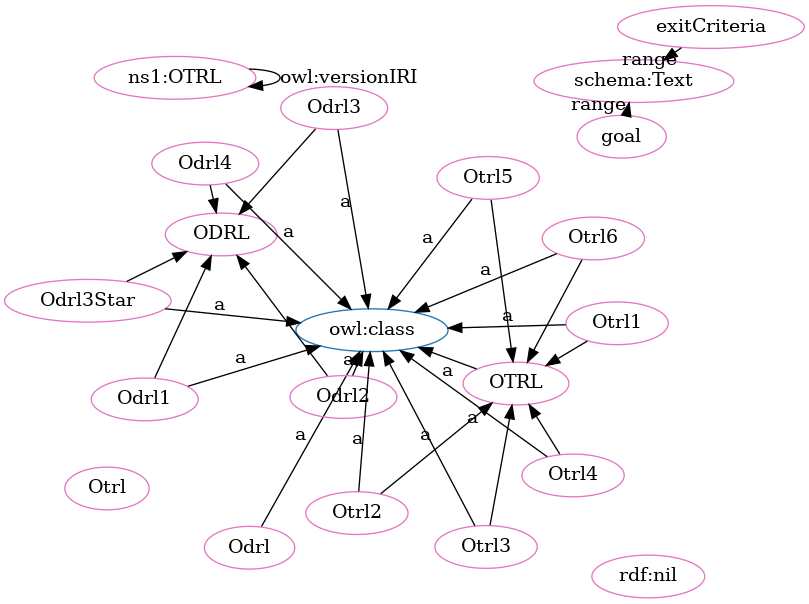 exitCriteria
range
ns1:OTRL
owl:versionIRI
schema:Text
range
Odrl3
goal
Odrl4
Otrl5
a
ODRL
a
a
Otrl6
a
Odrl3Star
a
a
Otrl1
owl:class
a
a
a
OTRL
Odrl1
Odrl2
a
a
a
a
Otrl4
Otrl
Otrl2
Odrl
Otrl3
rdf:nil